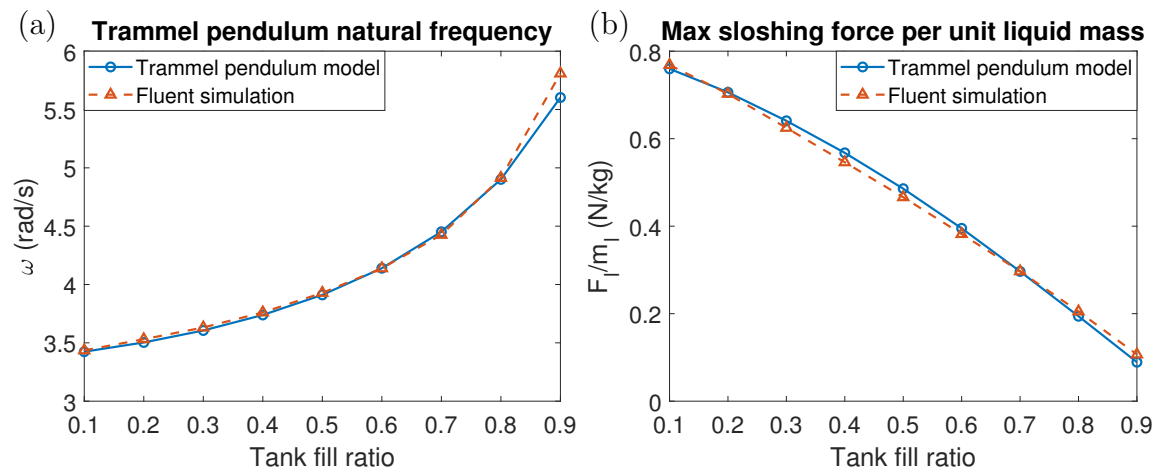 (a)
Trammel pendulum natural frequency
6
5.5
5
4.5
4
3.5
3
ω (rad/s)
Trammel pendulum model
Fluent simulation
0.1 0.2 0.3 0.4 0.5 0.6 0.7 0.8 0.9
Tank fill ratio
(b)
Max sloshing force per unit liquid mass
0.8
0.6
0.4
0.2
0
F_l/m_l (N/kg)
Trammel pendulum model
Fluent simulation
0.1 0.2 0.3 0.4 0.5 0.6 0.7 0.8 0.9
Tank fill ratio